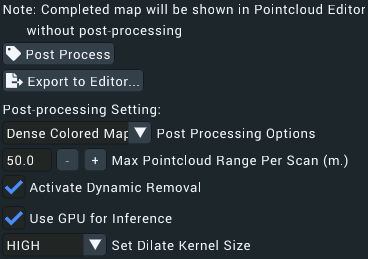 Note: Completed map will be shown in Pointcloud Editor
without post-processing
Post Process
Export to Editor...
Post-processing Setting:
Dense Colored Map Post Processing Options
50.0 - + Max Pointcloud Range Per Scan (m.)
Activate Dynamic Removal
Use GPU for Inference
HIGH Set Dilate Kernel Size